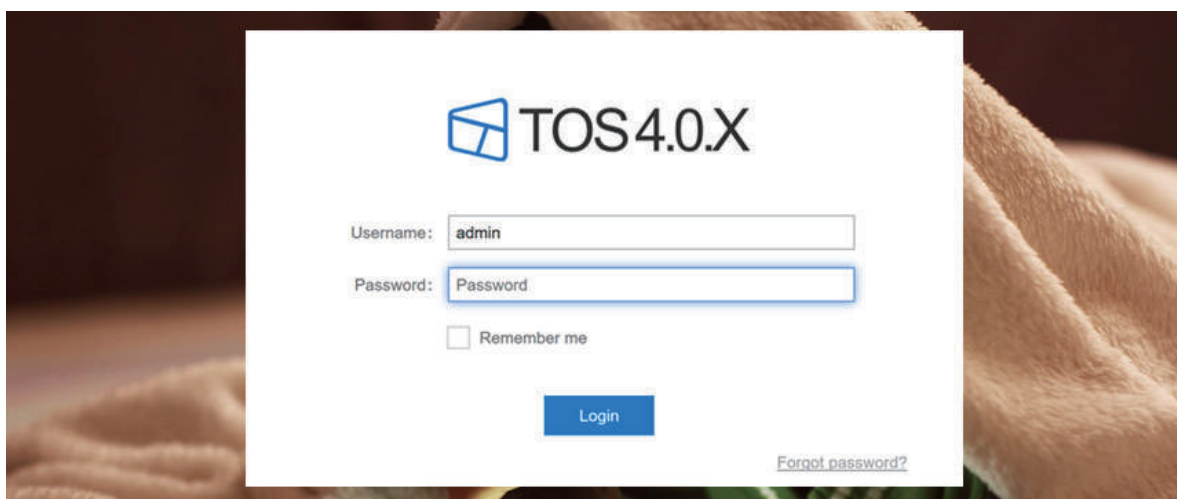 TOS 4.0.X
Username: admin
Password: Password
Remember me
Login
Forgot password?